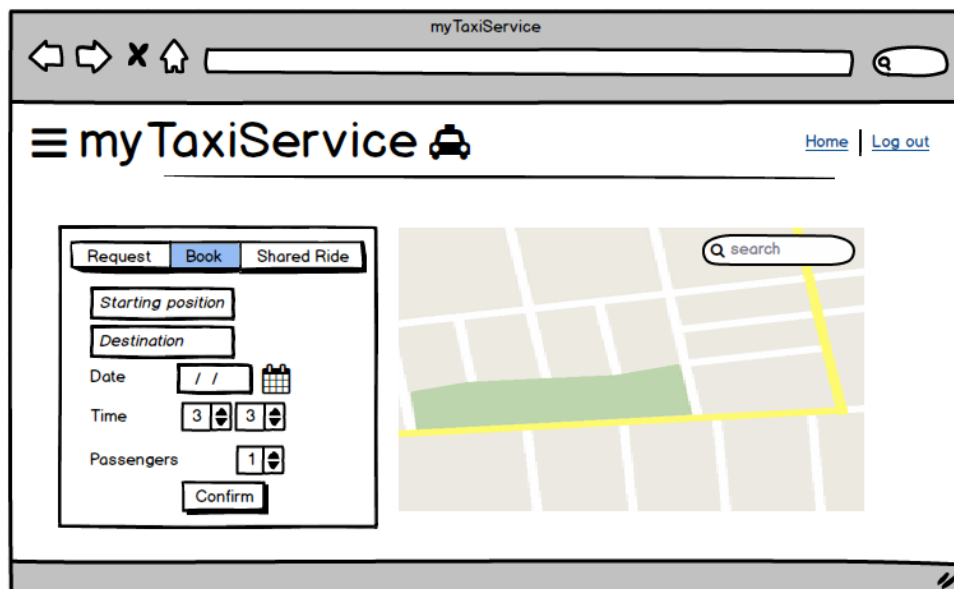 myTaxiService
myTaxiService
Home Log out
Request Book Shared Ride
search
Starting position
Destination
Date / /
Time 3 3
Passengers 1
Confirm